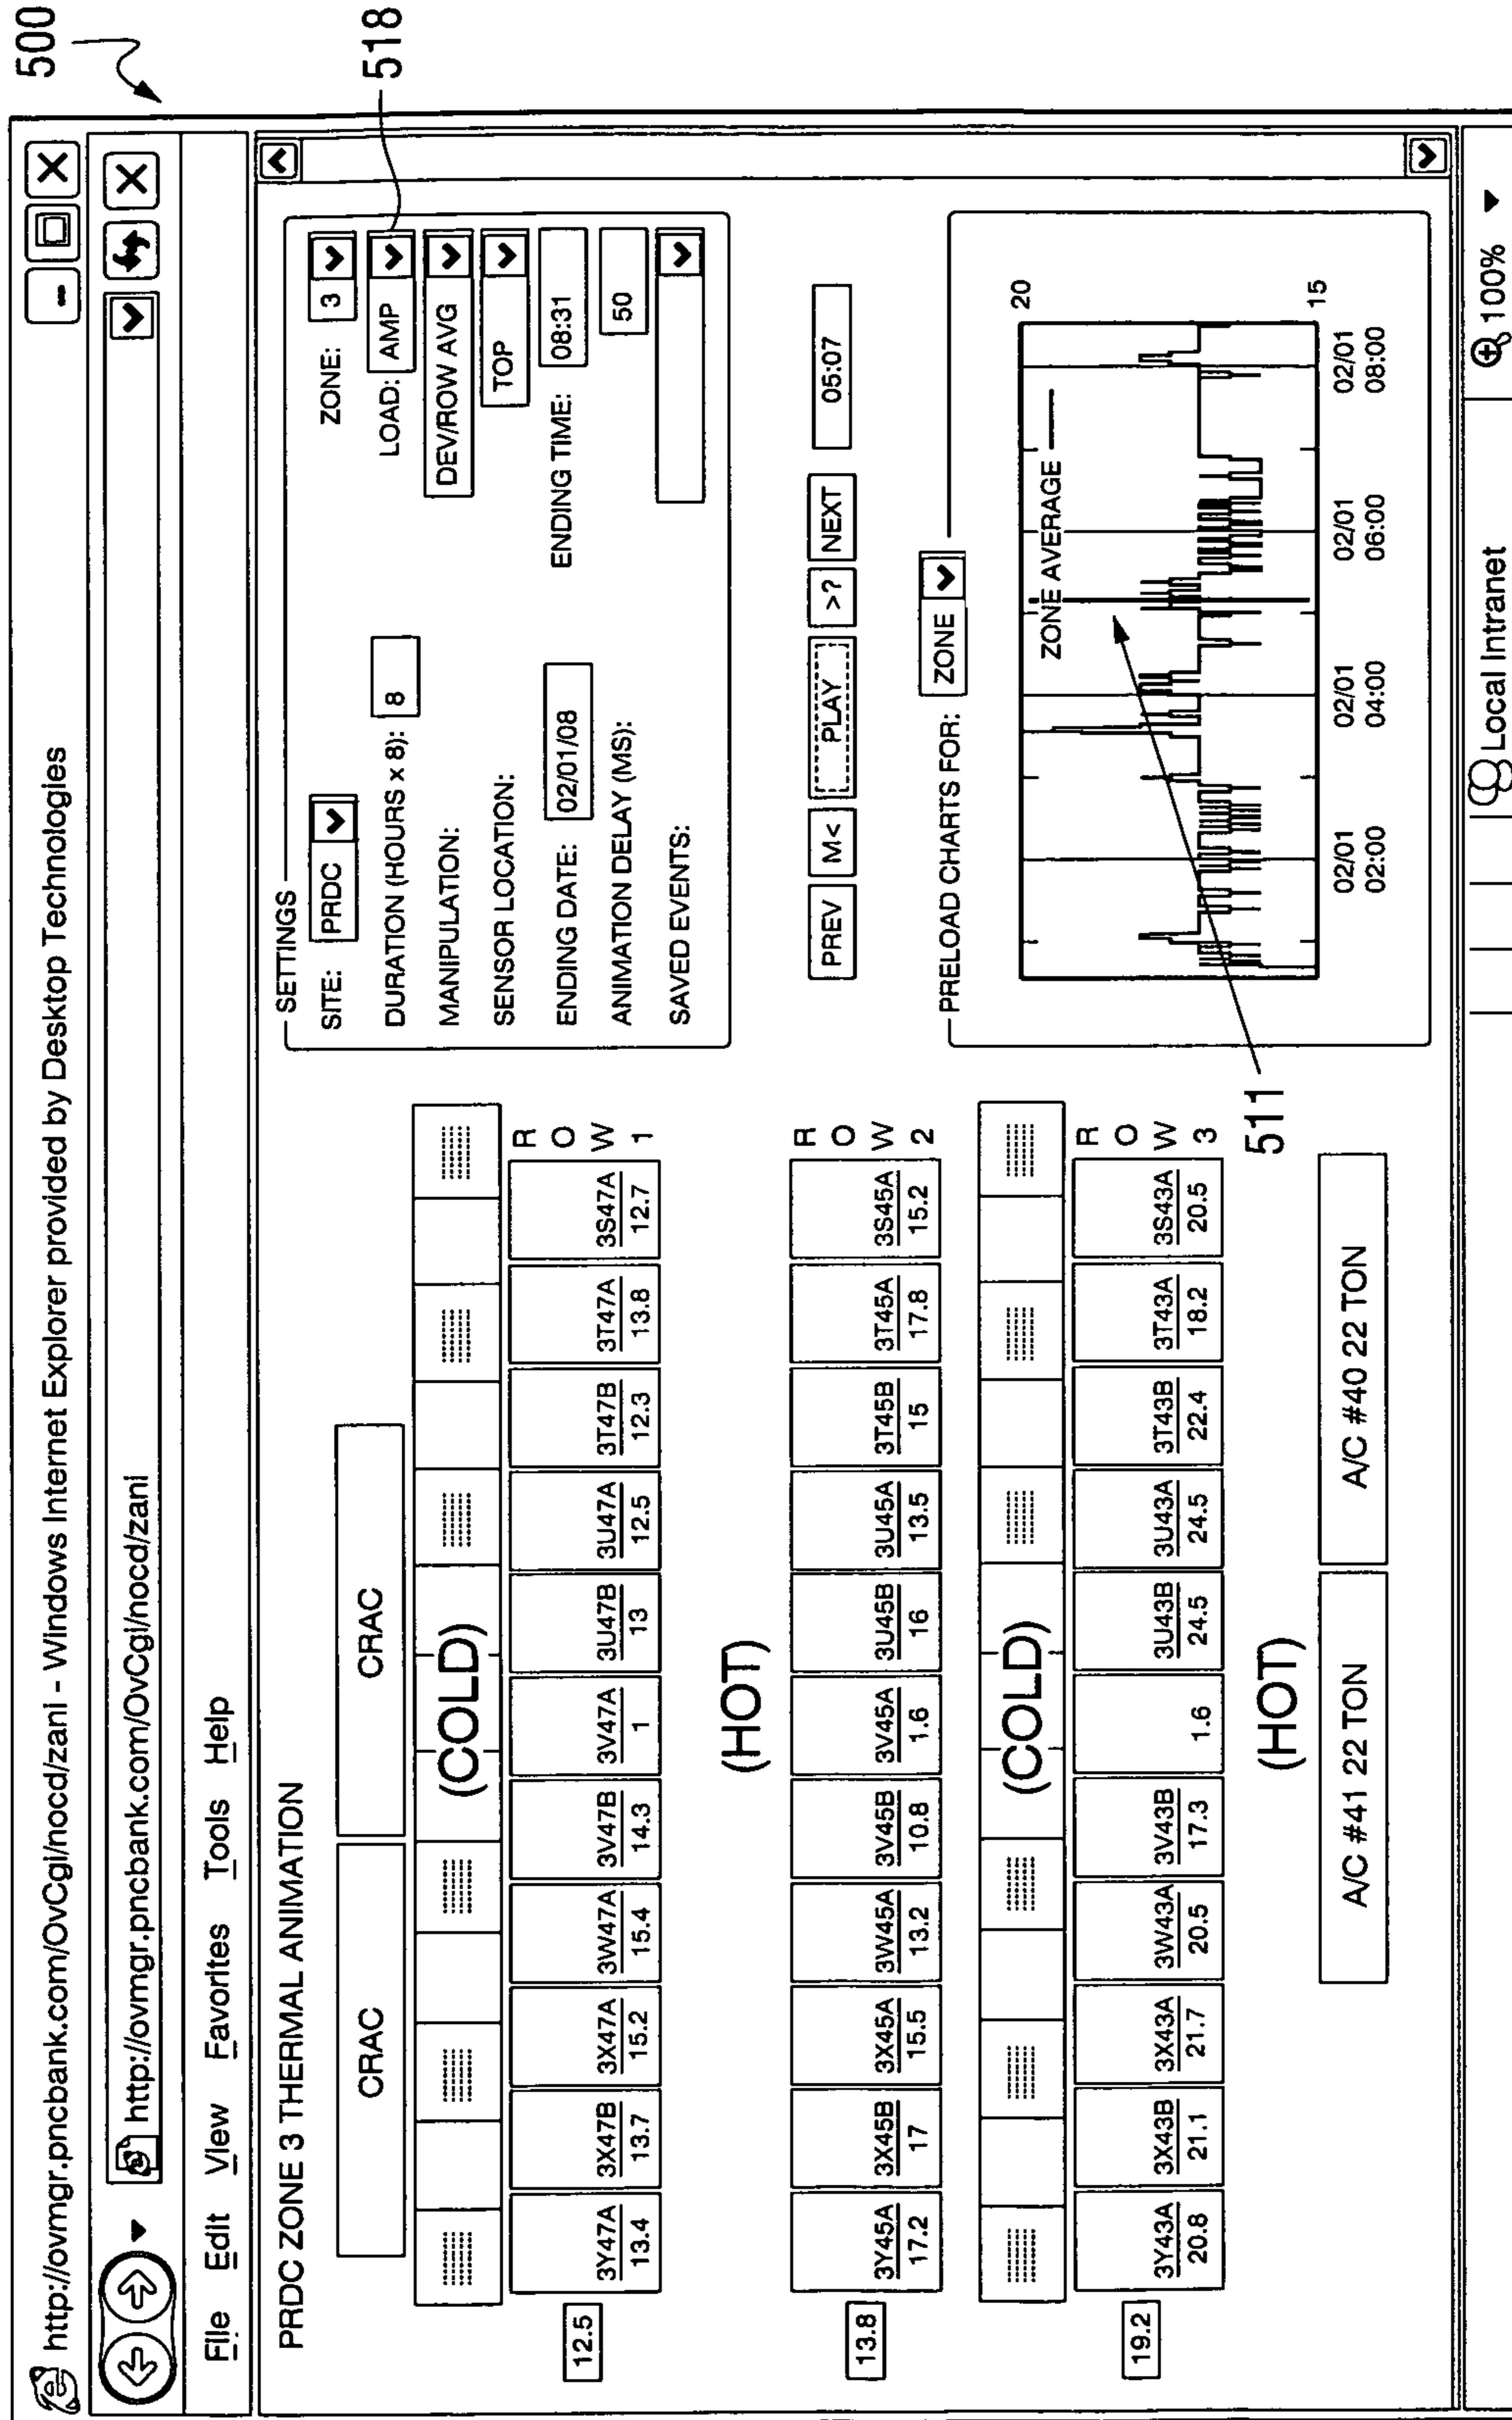 500
http://ovmgr.pncbank.com/OvCgi/nocd/zani - Windows Internet Explorer provided by Desktop Technologies
http://ovmgr.pncbank.com/OvCgi/nocd/zani
File Edit View Favorites Tools Help
PRDC ZONE 3 THERMAL ANIMATION
CRAC CRAC
(COLD)
3Y47A 3X47B 3X47A 3W47A 3V47B 3V47A 3U47B 3U47A 3T47B 3T47A 3S47A
12.5 13.4 13.7 15.2 15.4 14.3 1 13 12.5 12.3 13.8 12.7
ROW 1
(HOT)
3Y45A 3X45B 3X45A 3W45A 3V45B 3V45A 3U45B 3U45A 3T45B 3T45A 3S45A
13.8 17.2 17 15.5 13.2 10.8 1.6 16 13.5 15 17.8 15.2
ROW 2
(COLD)
3Y43A 3X43B 3X43A 3W43A 3V43B 3U43B 3U43A 3T43B 3T43A 3S43A
19.2 20.8 21.1 21.7 20.5 17.3 1.6 24.5 24.5 22.4 18.2 20.5
ROW 3
(HOT)
A/C #41 22 TON A/C #40 22 TON
SETTINGS
SITE: PRDC ZONE: 3
518
DURATION (HOURS x 8): 8 LOAD: AMP
MANIPULATION: DEV/ROW AVG
SENSOR LOCATION: TOP
ENDING DATE: 02/01/08 ENDING TIME: 08:31
ANIMATION DELAY (MS): 50
SAVED EVENTS:
PREV M< PLAY >? NEXT 05:07
PRELOAD CHARTS FOR: ZONE
20
ZONE AVERAGE
15
02/01 02/01 02/01 02/01
02:00 04:00 06:00 08:00
511
Local Intranet 100%